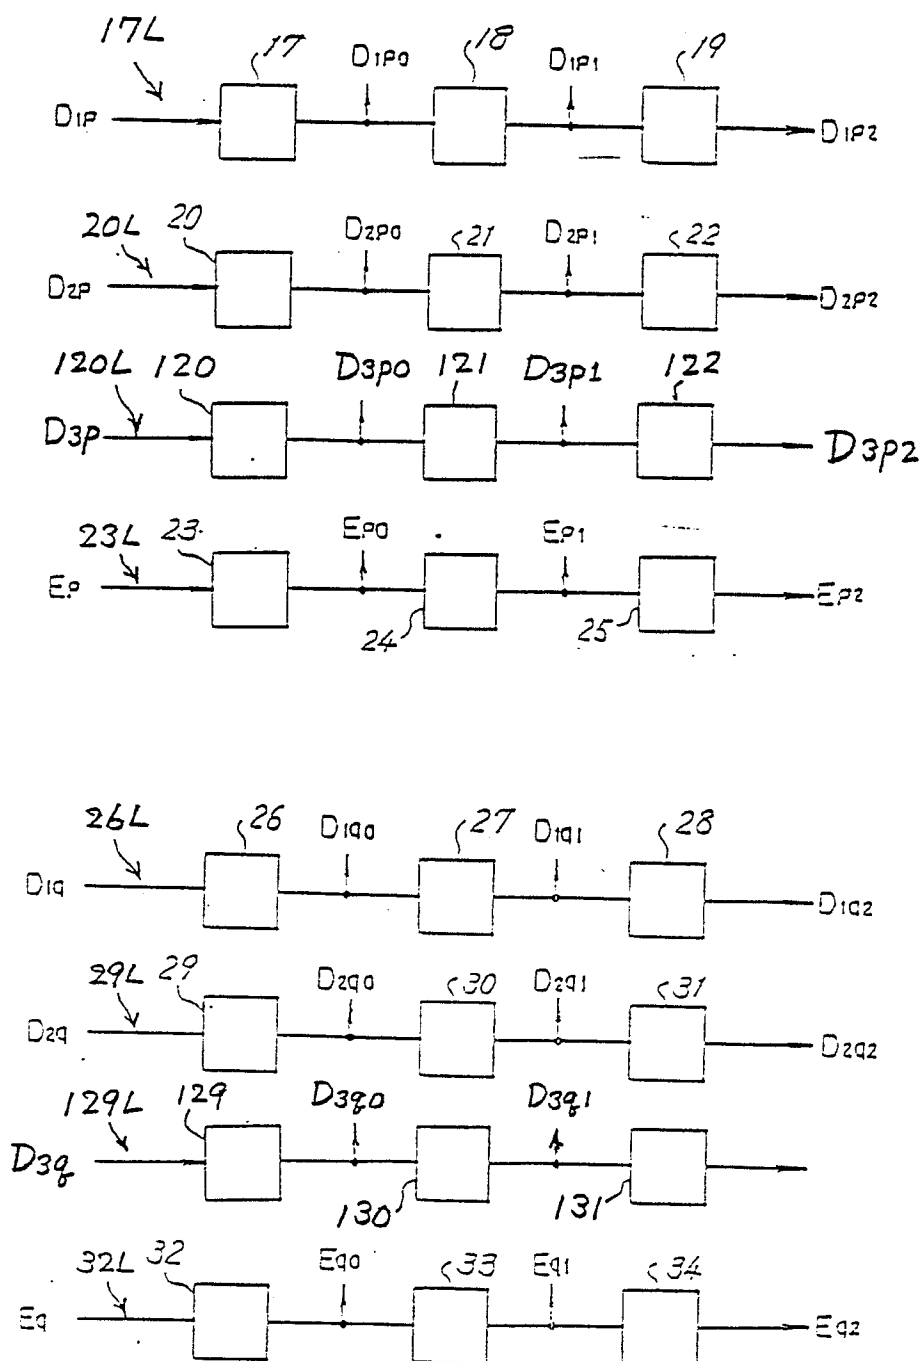 17L 17 D1P0 18 D1P1 19
D1P D1P2
20L 20 D2P0 21 D2P1 22
D2P D2P2
120L 120 D3P0 121 D3P1 122
D3P D3P2
23L 23 EP0 EP1
EP EP2
24 25
26L 26 D1q0 27 D1q1 28
D1q D1q2
29L 29 D2q0 30 D2q1 31
D2q D2q2
129L 129 D3q0 D3q1
D3q
130 131
32L 32 Eq0 33 Eq1 34
Eq Eq2